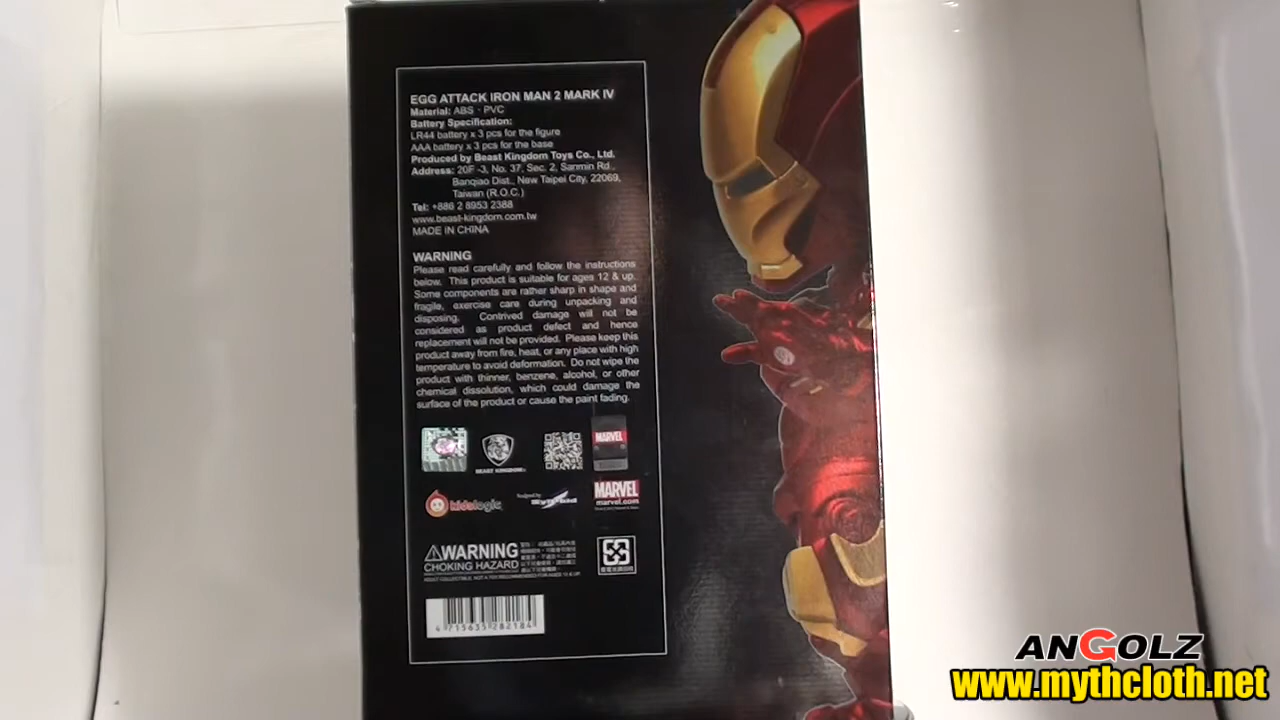 EGG ATTACK IRON MAN 2 MARK IV
Material: ABS · PVC
Battery Specification:
LR44 battery x 3 pcs for the figure
AAA battery x 3 pcs for the base
Produced by Beast Kingdom Toys Co., Ltd.
Address: 20F -3, No. 37, Sec. 2, Sanmin Rd.,
Banqiao Dist., New Taipei City, 22069,
Taiwan (R.O.C.)
Tel: +886 2 8953 2388
www.beast-kingdom.com.tw
MADE IN CHINA
WARNING
Please read carefully and follow the instructions
below. This product is suitable for ages 12 & up.
Some components are rather sharp in shape and
fragile, exercise care during unpacking and
disposing. Contrived damage will not be
considered as product defect and hence
replacement will not be provided. Please keep this
product away from fire, heat, or any place with high
temperature to avoid deformation. Do not wipe the
product with thinner, benzene, alcohol, or other
chemical dissolution, which could damage the
surface of the product or cause the paint fading.
BEAST KINGDOM
MARVEL
kidslogic
Designed by
MARVEL
marvel.com
WARNING
CHOKING HAZARD
4 715635 282184
ANGOLZ
www.mythcloth.net